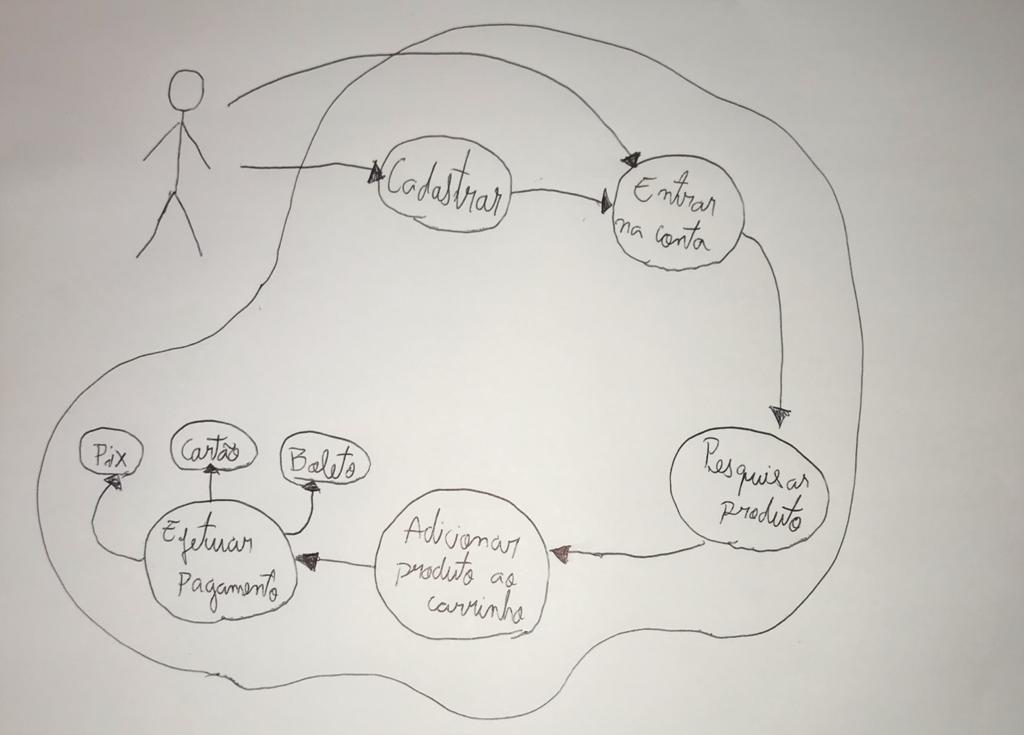 Cadastrar
Entrar
na conta
Pesquisar
produto
Adicionar
produto ao
carrinho
Efetuar
pagamento
Pix
Cartão
Boleto